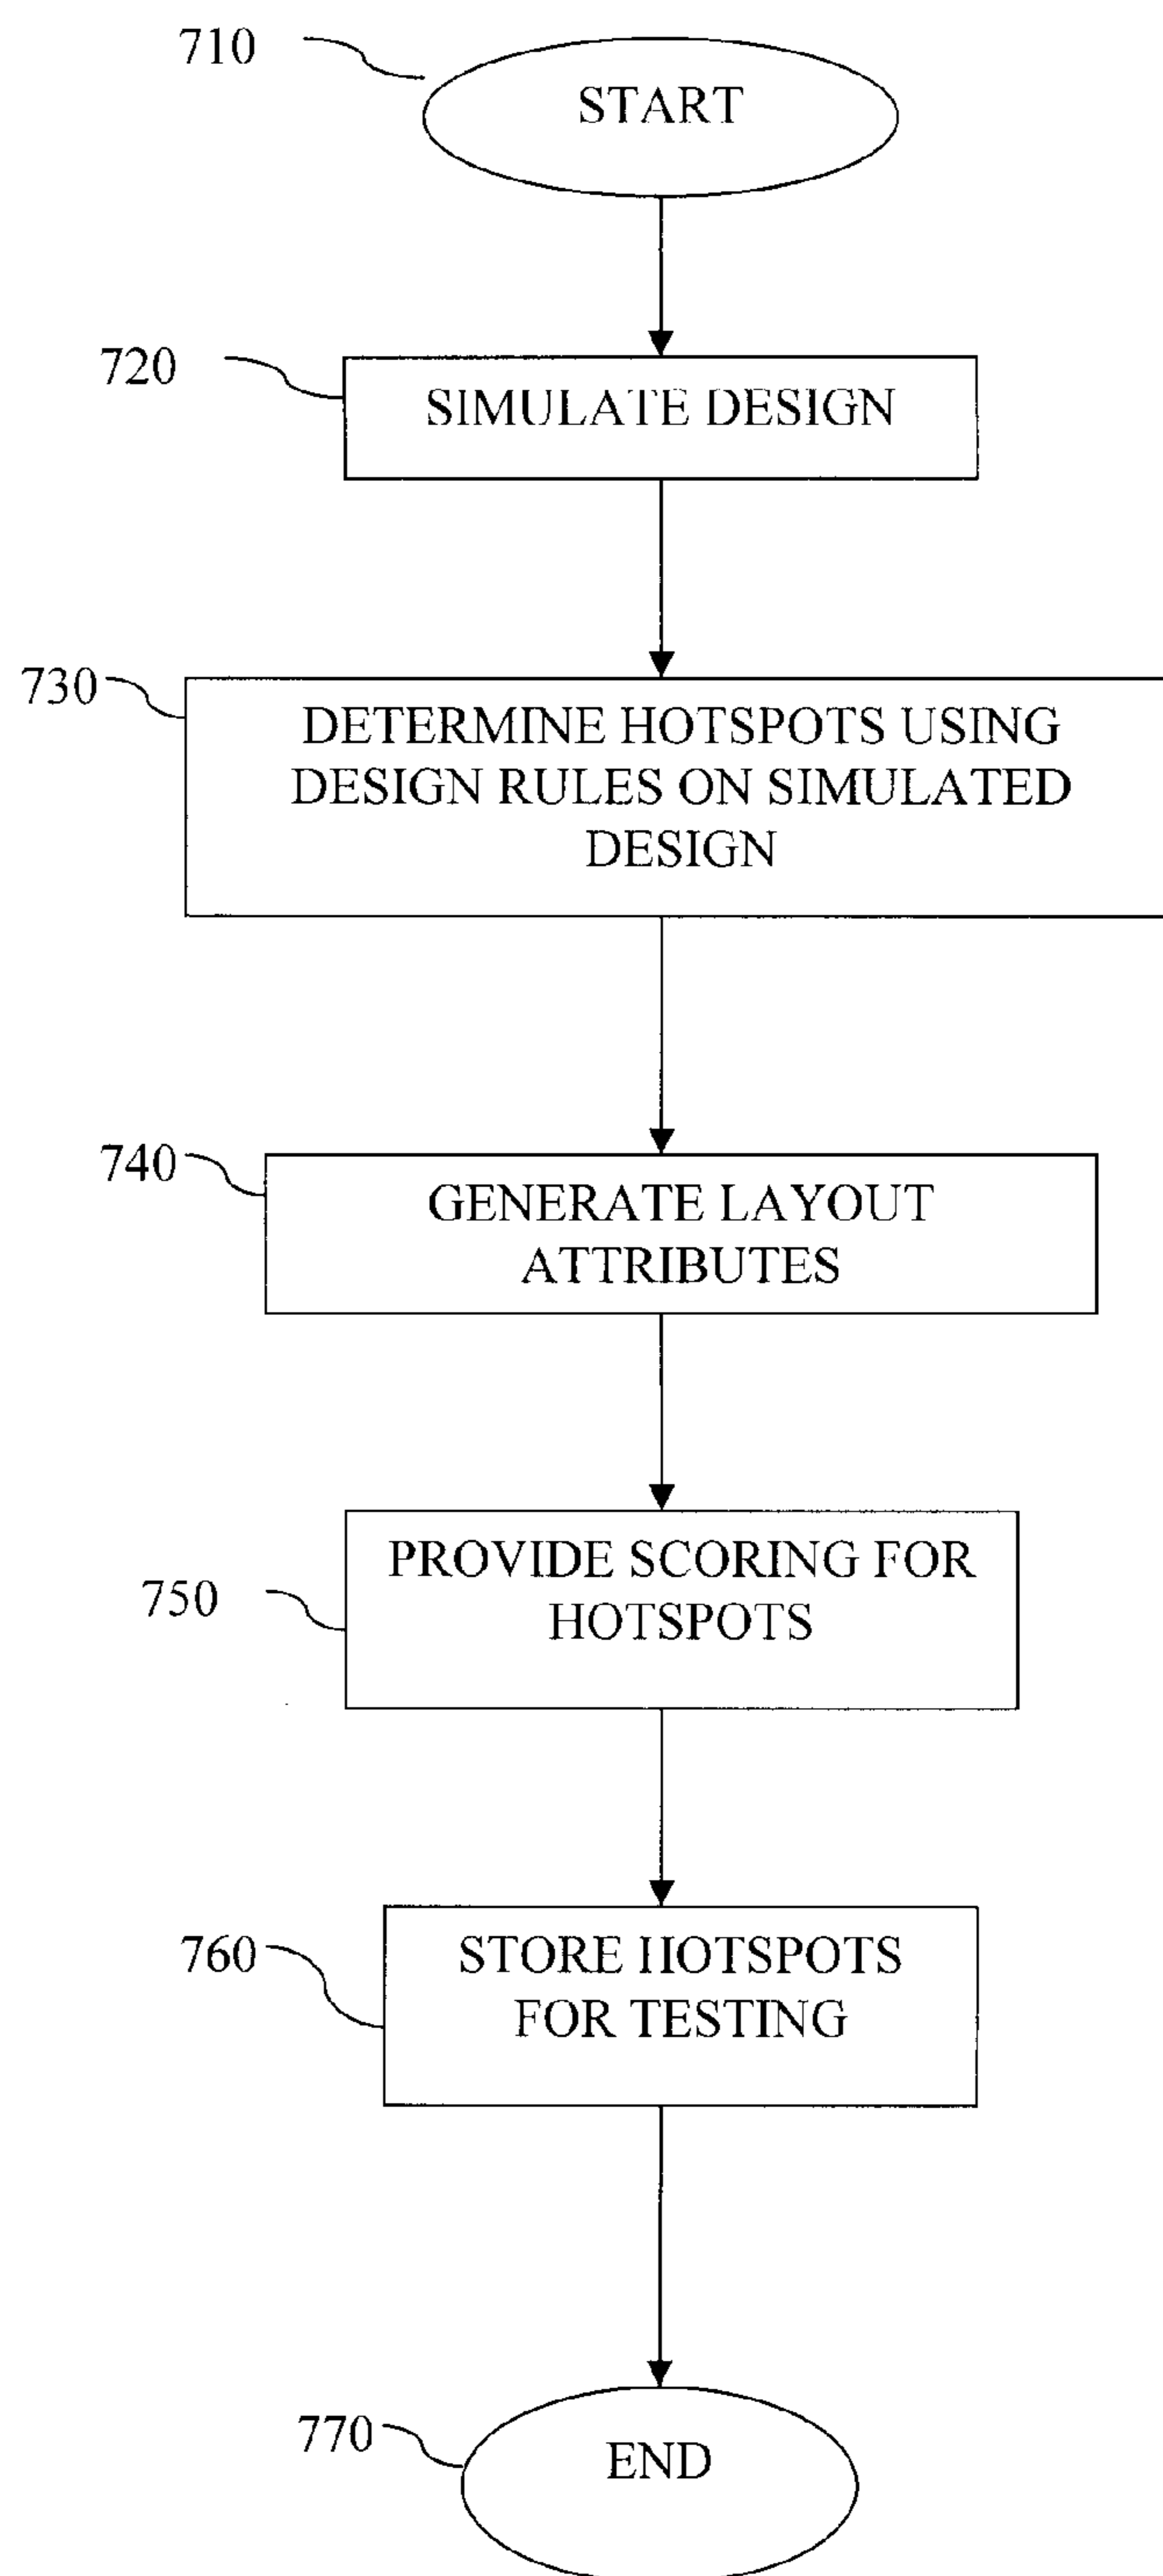 710
START
720
SIMULATE DESIGN
730
DETERMINE HOTSPOTS USING
DESIGN RULES ON SIMULATED
DESIGN
740
GENERATE LAYOUT
ATTRIBUTES
750
PROVIDE SCORING FOR
HOTSPOTS
760
STORE HOTSPOTS
FOR TESTING
770
END